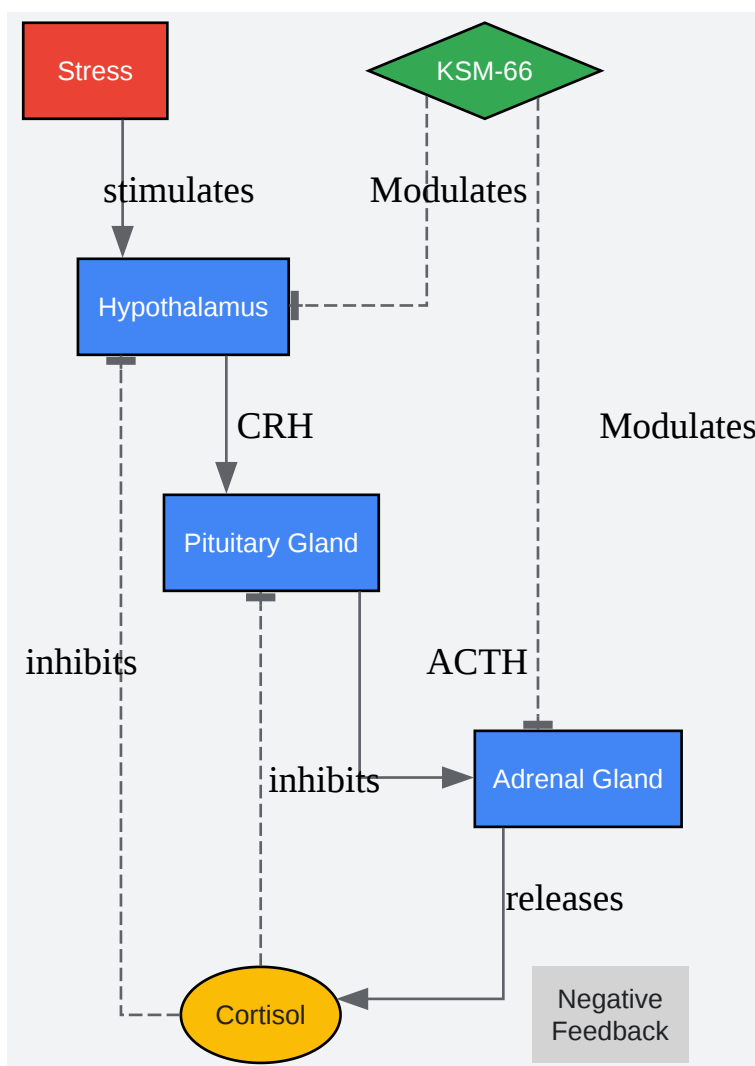 Stress
KSM-66
stimulates
Modulates
Hypothalamus
CRH
Modulates
Pituitary Gland
inhibits
ACTH
inhibits
Adrenal Gland
releases
Cortisol
Negative
Feedback